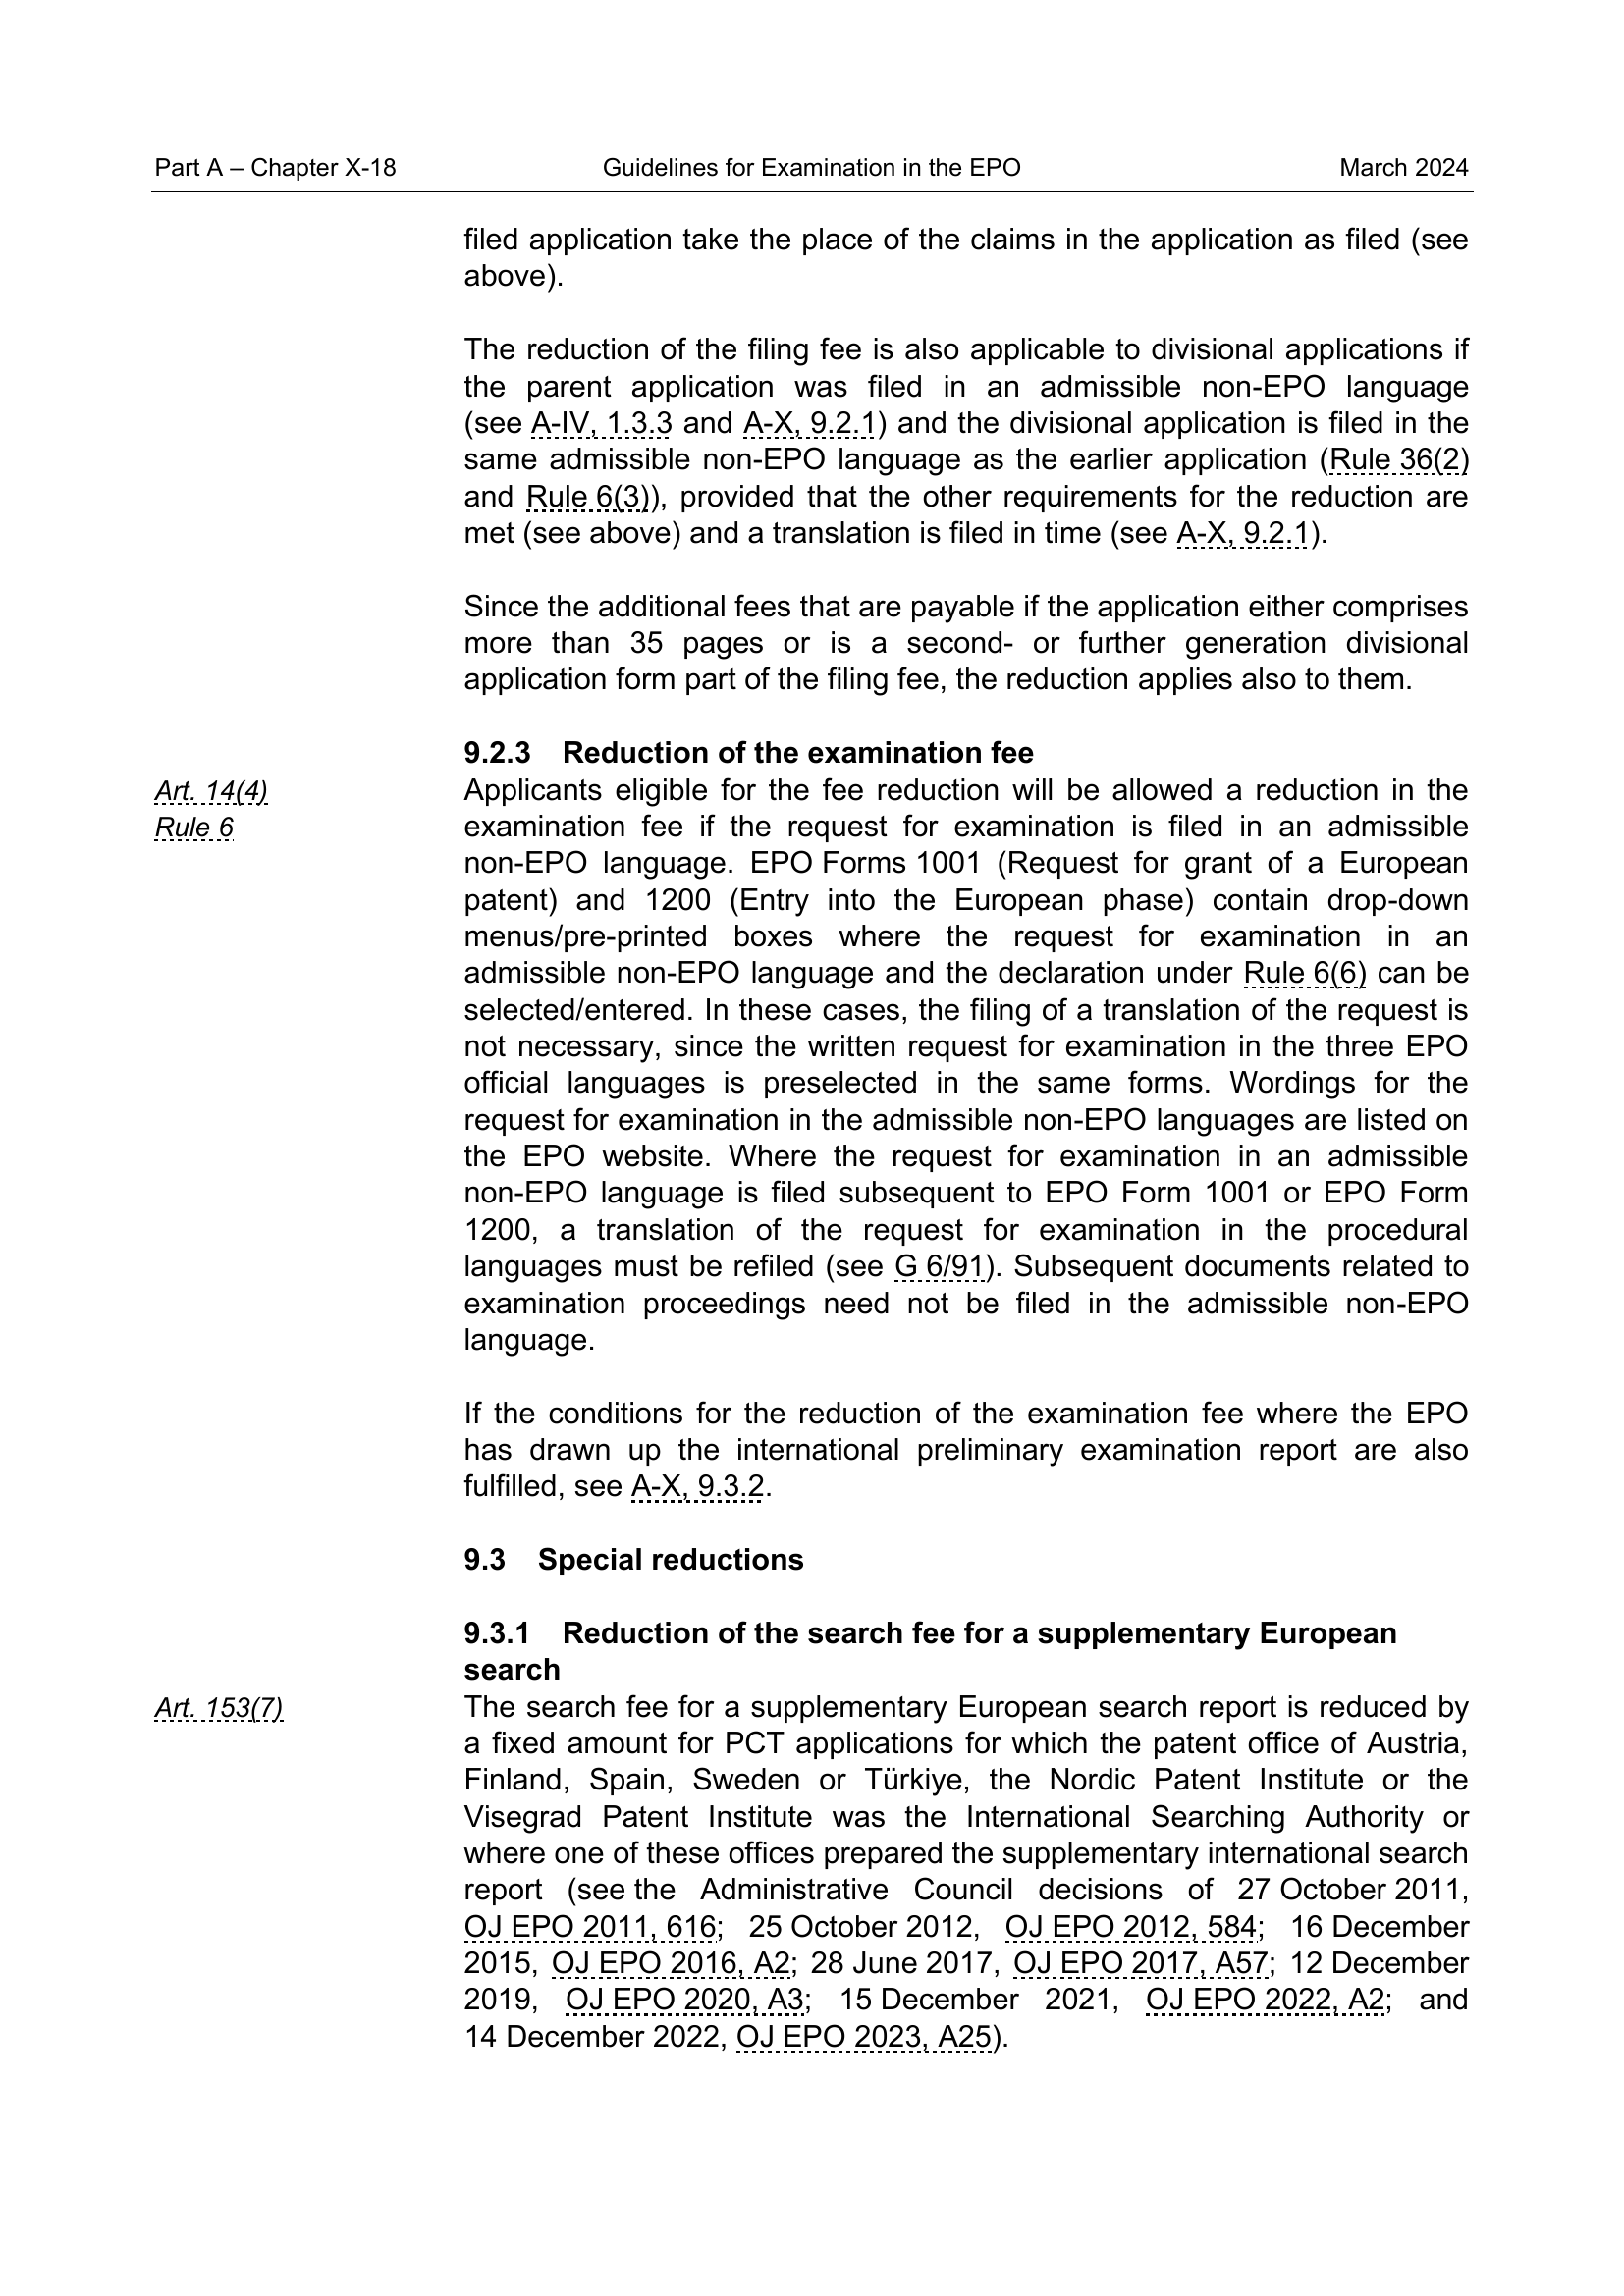 Part A – Chapter X-18 Guidelines for Examination in the EPO March 2024
filed application take the place of the claims in the application as filed (see
above).
The reduction of the filing fee is also applicable to divisional applications if
the parent application was filed in an admissible non-EPO language
(see A-IV, 1.3.3 and A-X, 9.2.1) and the divisional application is filed in the
same admissible non-EPO language as the earlier application (Rule 36(2)
and Rule 6(3)), provided that the other requirements for the reduction are
met (see above) and a translation is filed in time (see A-X, 9.2.1).
Since the additional fees that are payable if the application either comprises
more than 35 pages or is a second- or further generation divisional
application form part of the filing fee, the reduction applies also to them.
9.2.3 Reduction of the examination fee
Art. 14(4)
Rule 6
Applicants eligible for the fee reduction will be allowed a reduction in the
examination fee if the request for examination is filed in an admissible
non-EPO language. EPO Forms 1001 (Request for grant of a European
patent) and 1200 (Entry into the European phase) contain drop-down
menus/pre-printed boxes where the request for examination in an
admissible non-EPO language and the declaration under Rule 6(6) can be
selected/entered. In these cases, the filing of a translation of the request is
not necessary, since the written request for examination in the three EPO
official languages is preselected in the same forms. Wordings for the
request for examination in the admissible non-EPO languages are listed on
the EPO website. Where the request for examination in an admissible
non-EPO language is filed subsequent to EPO Form 1001 or EPO Form
1200, a translation of the request for examination in the procedural
languages must be refiled (see G 6/91). Subsequent documents related to
examination proceedings need not be filed in the admissible non-EPO
language.
If the conditions for the reduction of the examination fee where the EPO
has drawn up the international preliminary examination report are also
fulfilled, see A-X, 9.3.2.
9.3 Special reductions
9.3.1 Reduction of the search fee for a supplementary European
search
Art. 153(7)
The search fee for a supplementary European search report is reduced by
a fixed amount for PCT applications for which the patent office of Austria,
Finland, Spain, Sweden or Türkiye, the Nordic Patent Institute or the
Visegrad Patent Institute was the International Searching Authority or
where one of these offices prepared the supplementary international search
report (see the Administrative Council decisions of 27 October 2011,
OJ EPO 2011, 616; 25 October 2012, OJ EPO 2012, 584; 16 December
2015, OJ EPO 2016, A2; 28 June 2017, OJ EPO 2017, A57; 12 December
2019, OJ EPO 2020, A3; 15 December 2021, OJ EPO 2022, A2; and
14 December 2022, OJ EPO 2023, A25).